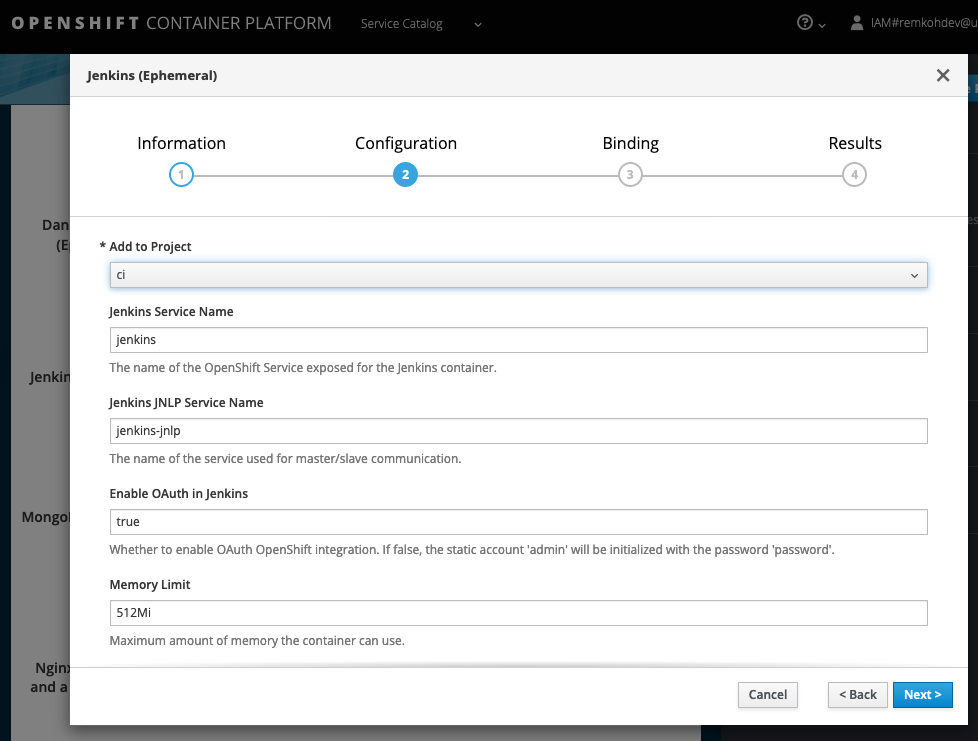 OPENSHIFT CONTAINER PLATFORM Service Catalog
IAM#remkohdev@u
Jenkins (Ephemeral)
Information Configuration Binding Results
1 2 3 4
* Add to Project
ci
Jenkins Service Name
jenkins
The name of the OpenShift Service exposed for the Jenkins container.
Jenkins JNLP Service Name
jenkins-jnlp
The name of the service used for master/slave communication.
Enable OAuth in Jenkins
true
Whether to enable OAuth OpenShift integration. If false, the static account 'admin' will be initialized with the password 'password'.
Memory Limit
512Mi
Maximum amount of memory the container can use.
Cancel < Back Next >
Dan
(E
Jenkin
Mongo
Nginx
and a